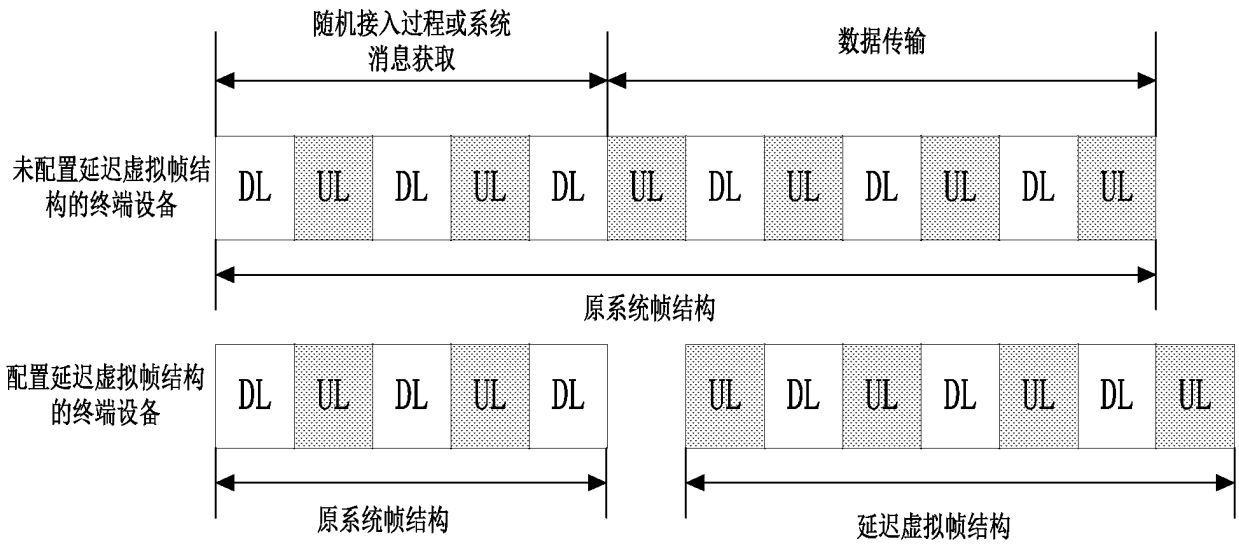 随机接入过程或系统
消息获取
数据传输
未配置延迟虚拟帧结
构的终端设备
DL UL DL UL DL UL DL UL DL UL DL UL
原系统帧结构
配置延迟虚拟帧结构
的终端设备
DL UL DL UL DL UL DL UL DL UL DL UL
原系统帧结构
延迟虚拟帧结构